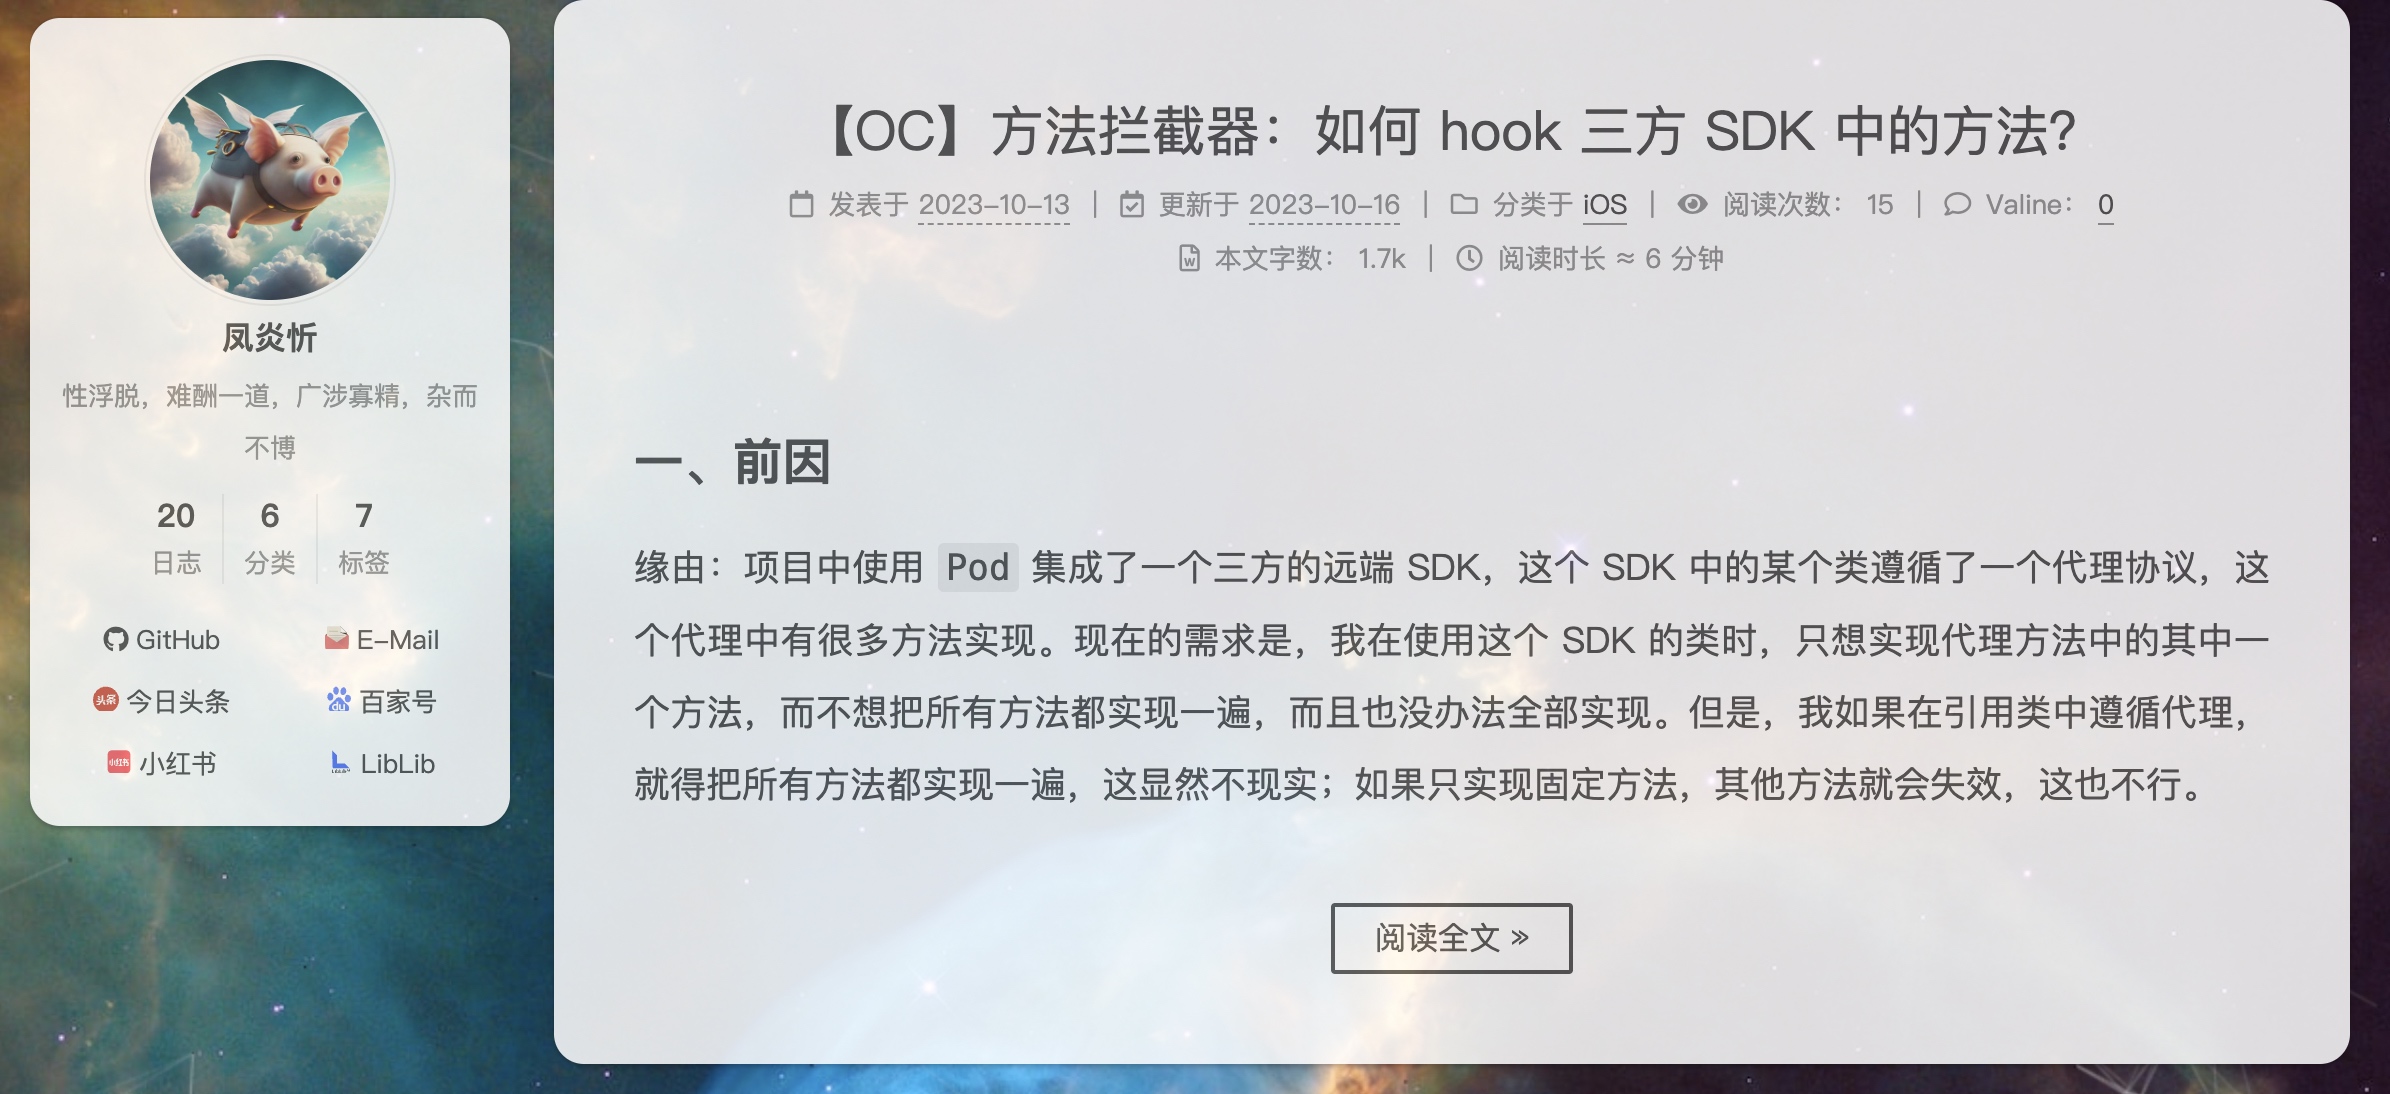 凤炎忻
性浮脱，难酬一道，广涉寡精，杂而
不博
20 6 7
日志 分类 标签
GitHub E-Mail
头条 今日头条 du 百家号
小红书 小红书 LibLib
【OC】方法拦截器：如何 hook 三方 SDK 中的方法？
发表于 2023-10-13 | 更新于 2023-10-16 | 分类于 iOS | 阅读次数： 15 | Valine： 0
本文字数： 1.7k | 阅读时长 ≈ 6 分钟
一、前因
缘由：项目中使用 Pod 集成了一个三方的远端 SDK，这个 SDK 中的某个类遵循了一个代理协议，这
个代理中有很多方法实现。现在的需求是，我在使用这个 SDK 的类时，只想实现代理方法中的其中一
个方法，而不想把所有方法都实现一遍，而且也没办法全部实现。但是，我如果在引用类中遵循代理，
就得把所有方法都实现一遍，这显然不现实；如果只实现固定方法，其他方法就会失效，这也不行。
阅读全文 »